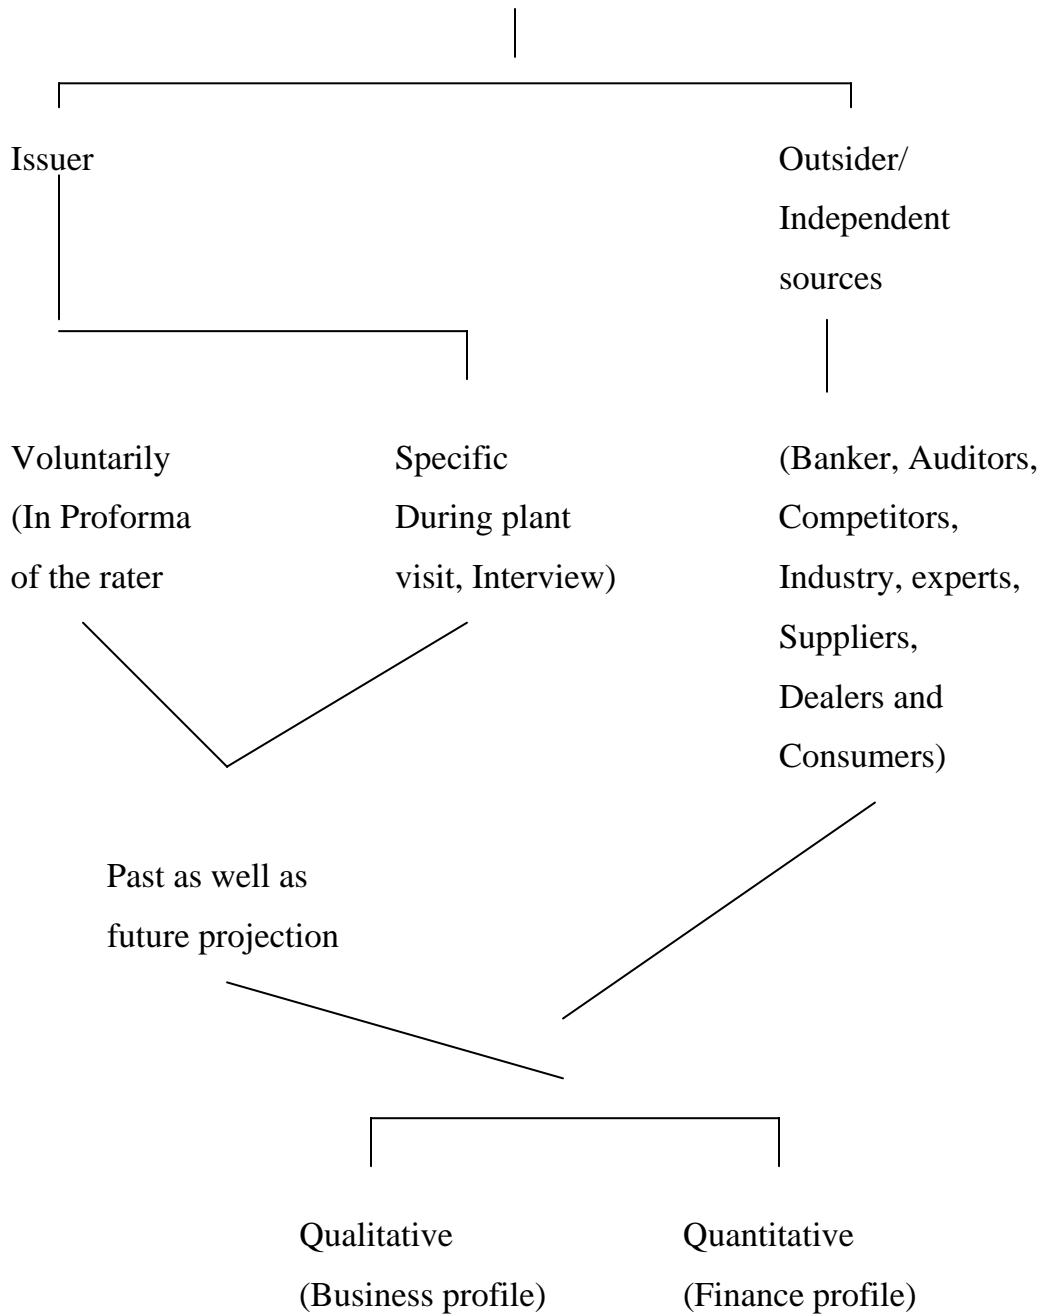 Issuer
Outsider/
Independent
sources
Voluntarily
(In Proforma
of the rater
Specific
During plant
visit, Interview)
(Banker, Auditors,
Competitors,
Industry, experts,
Suppliers,
Dealers and
Consumers)
Past as well as
future projection
Qualitative
(Business profile)
Quantitative
(Finance profile)